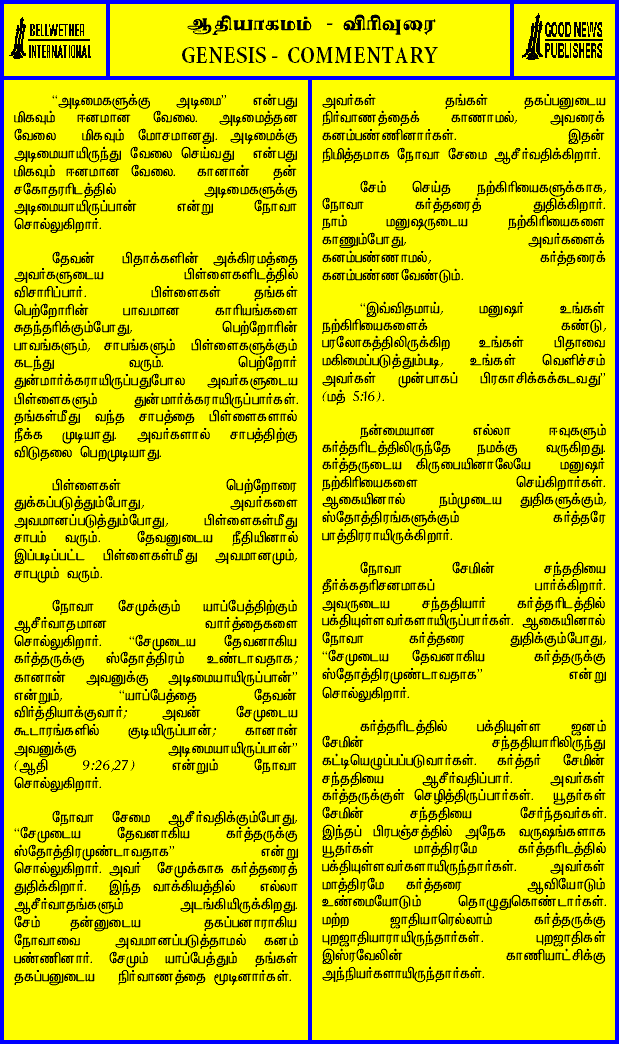 BELLWETHER
INTERNATIONAL
ஆதியாகமம் - விரிவுரை
GENESIS - COMMENTARY
GOOD NEWS
PUBLISHERS
“அடிமைகளுக்கு அடிமை” என்பது
மிகவும் ஈனமான வேலை. அடிமைத்தன
வேலை மிகவும் மோசமானது. அடிமைக்கு
அடிமையாயிருந்து வேலை செய்வது என்பது
மிகவும் ஈனமான வேலை. கானான் தன்
சகோதரரிடத்தில் அடிமைகளுக்கு
அடிமையாயிருப்பான் என்று நோவா
சொல்லுகிறார்.
தேவன் பிதாக்களின் அக்கிரமத்தை
அவர்களுடைய பிள்ளைகளிடத்தில்
விசாரிப்பார். பிள்ளைகள் தங்கள்
பெற்றோரின் பாவமான காரியங்களை
சுதந்தரிக்கும்போது, பெற்றோரின்
பாவங்களும், சாபங்களும் பிள்ளைகளுக்கும்
கடந்து வரும். பெற்றோர்
துன்மார்க்கராயிருப்பதுபோல அவர்களுடைய
பிள்ளைகளும் துன்மார்க்கராயிருப்பார்கள்.
தங்கள்மீது வந்த சாபத்தை பிள்ளைகளால்
நீக்க முடியாது. அவர்களால் சாபத்திற்கு
விடுதலை பெறமுடியாது.
பிள்ளைகள் பெற்றோரை
துக்கப்படுத்தும்போது, அவர்களை
அவமானப்படுத்தும்போது, பிள்ளைகள்மீது
சாபம் வரும். தேவனுடைய நீதியினால்
இப்படிப்பட்ட பிள்ளைகள்மீது அவமானமும்,
சாபமும் வரும்.
நோவா சேமுக்கும் யாப்பேத்திற்கும்
ஆசீர்வாதமான வார்த்தைகளை
சொல்லுகிறார். “சேமுடைய தேவனாகிய
கர்த்தருக்கு ஸ்தோத்திரம் உண்டாவதாக;
கானான் அவனுக்கு அடிமையாயிருப்பான்”
என்றும், “யாப்பேத்தை தேவன்
விர்த்தியாக்குவார்; அவன் சேமுடைய
கூடாரங்களில் குடியிருப்பான்; கானான்
அவனுக்கு அடிமையாயிருப்பான்”
(ஆதி 9:26,27) என்றும் நோவா
சொல்லுகிறார்.
நோவா சேமை ஆசீர்வதிக்கும்போது,
“சேமுடைய தேவனாகிய கர்த்தருக்கு
ஸ்தோத்திரமுண்டாவதாக” என்று
சொல்லுகிறார். அவர் சேமுக்காக கர்த்தரைத்
துதிக்கிறார். இந்த வாக்கியத்தில் எல்லா
ஆசீர்வாதங்களும் அடங்கியிருக்கிறது.
சேம் தன்னுடைய தகப்பனாராகிய
நோவாவை அவமானப்படுத்தாமல் கனம்
பண்ணினார். சேமும் யாப்பேத்தும் தங்கள்
தகப்பனுடைய நிர்வாணத்தை மூடினார்கள்.
அவர்கள் தங்கள் தகப்பனுடைய
நிர்வாணத்தைக் காணாமல், அவரைக்
கனம்பண்ணினார்கள். இதன்
நிமித்தமாக நோவா சேமை ஆசீர்வதிக்கிறார்.
சேம் செய்த நற்கிரியைகளுக்காக,
நோவா கர்த்தரைத் துதிக்கிறார்.
நாம் மனுஷருடைய நற்கிரியைகளை
காணும்போது, அவர்களைக்
கனம்பண்ணாமல், கர்த்தரைக்
கனம்பண்ணவேண்டும்.
“இவ்விதமாய், மனுஷர் உங்கள்
நற்கிரியைகளைக் கண்டு,
பரலோகத்திலிருக்கிற உங்கள் பிதாவை
மகிமைப்படுத்தும்படி, உங்கள் வெளிச்சம்
அவர்கள் முன்பாகப் பிரகாசிக்கக்கடவது”
(மத் 5:16).
நன்மையான எல்லா ஈவுகளும்
கர்த்தரிடத்திலிருந்தே நமக்கு வருகிறது.
கர்த்தருடைய கிருபையினாலேயே மனுஷர்
நற்கிரியைகளை செய்கிறார்கள்.
ஆகையினால் நம்முடைய துதிகளுக்கும்,
ஸ்தோத்திரங்களுக்கும் கர்த்தரே
பாத்திரராயிருக்கிறார்.
நோவா சேமின் சந்ததியை
தீர்க்கதரிசனமாகப் பார்க்கிறார்.
அவருடைய சந்ததியார் கர்த்தரிடத்தில்
பக்தியுள்ளவர்களாயிருப்பார்கள். ஆகையினால்
நோவா கர்த்தரை துதிக்கும்போது,
“சேமுடைய தேவனாகிய கர்த்தருக்கு
ஸ்தோத்திரமுண்டாவதாக” என்று
சொல்லுகிறார்.
கர்த்தரிடத்தில் பக்தியுள்ள ஜனம்
சேமின் சந்ததியாரிலிருந்து
கட்டியெழுப்பப்படுவார்கள். கர்த்தர் சேமின்
சந்ததியை ஆசீர்வதிப்பார். அவர்கள்
கர்த்தருக்குள் செழித்திருப்பார்கள். யூதர்கள்
சேமின் சந்ததியை சேர்ந்தவர்கள்.
இந்தப் பிரபஞ்சத்தில் அநேக வருஷங்களாக
யூதர்கள் மாத்திரமே கர்த்தரிடத்தில்
பக்தியுள்ளவர்களாயிருந்தார்கள். அவர்கள்
மாத்திரமே கர்த்தரை ஆவியோடும்
உண்மையோடும் தொழுதுகொண்டார்கள்.
மற்ற ஜாதியாரெல்லாம் கர்த்தருக்கு
புறஜாதியாராயிருந்தார்கள். புறஜாதிகள்
இஸ்ரவேலின் காணியாட்சிக்கு
அந்நியர்களாயிருந்தார்கள்.